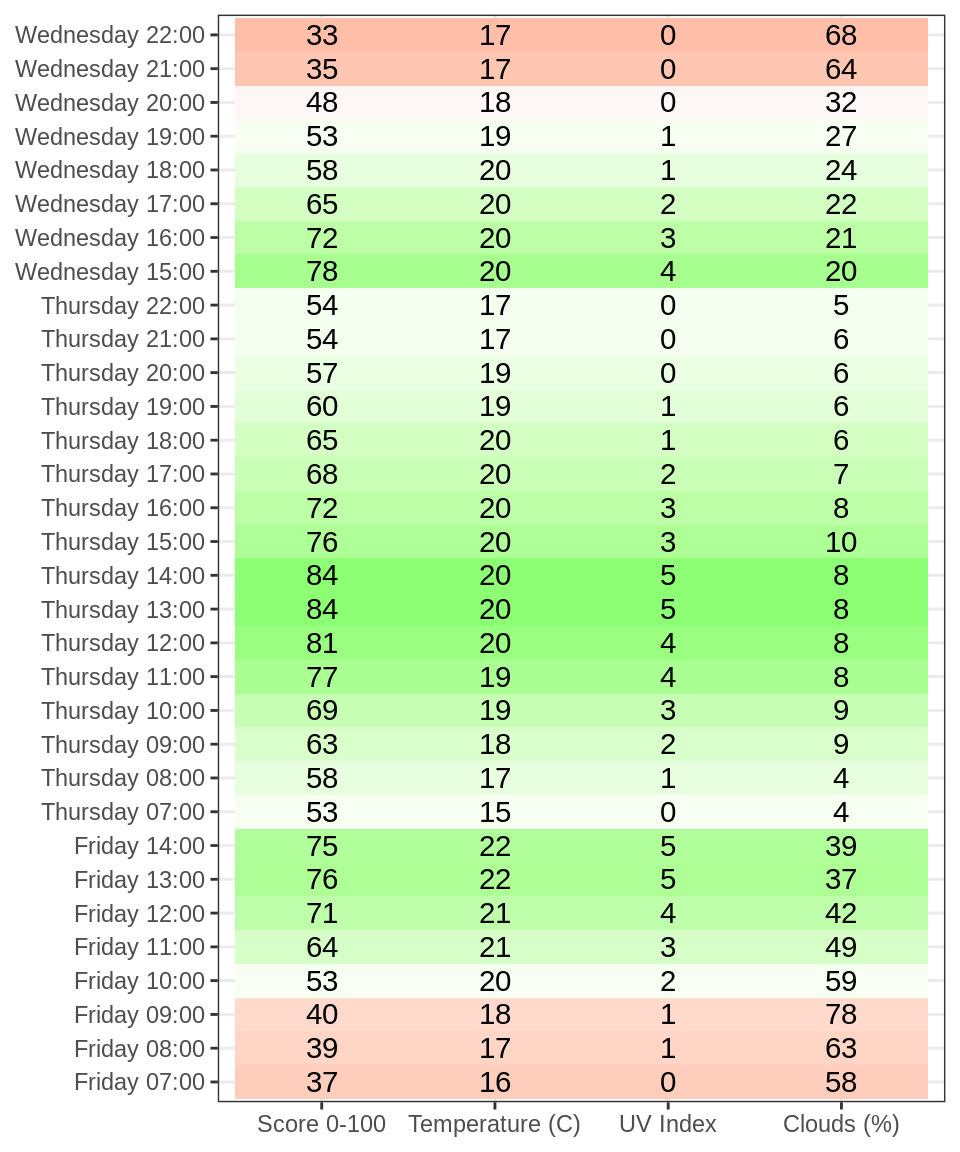 Wednesday 22:00 33 17 0 68
Wednesday 21:00 35 17 0 64
Wednesday 20:00 48 18 0 32
Wednesday 19:00 53 19 1 27
Wednesday 18:00 58 20 1 24
Wednesday 17:00 65 20 2 22
Wednesday 16:00 72 20 3 21
Wednesday 15:00 78 20 4 20
Thursday 22:00 54 17 0 5
Thursday 21:00 54 17 0 6
Thursday 20:00 57 19 0 6
Thursday 19:00 60 19 1 6
Thursday 18:00 65 20 1 6
Thursday 17:00 68 20 2 7
Thursday 16:00 72 20 3 8
Thursday 15:00 76 20 3 10
Thursday 14:00 84 20 5 8
Thursday 13:00 84 20 5 8
Thursday 12:00 81 20 4 8
Thursday 11:00 77 19 4 8
Thursday 10:00 69 19 3 9
Thursday 09:00 63 18 2 9
Thursday 08:00 58 17 1 4
Thursday 07:00 53 15 0 4
Friday 14:00 75 22 5 39
Friday 13:00 76 22 5 37
Friday 12:00 71 21 4 42
Friday 11:00 64 21 3 49
Friday 10:00 53 20 2 59
Friday 09:00 40 18 1 78
Friday 08:00 39 17 1 63
Friday 07:00 37 16 0 58
Score 0-100 Temperature (C) UV Index Clouds (%)